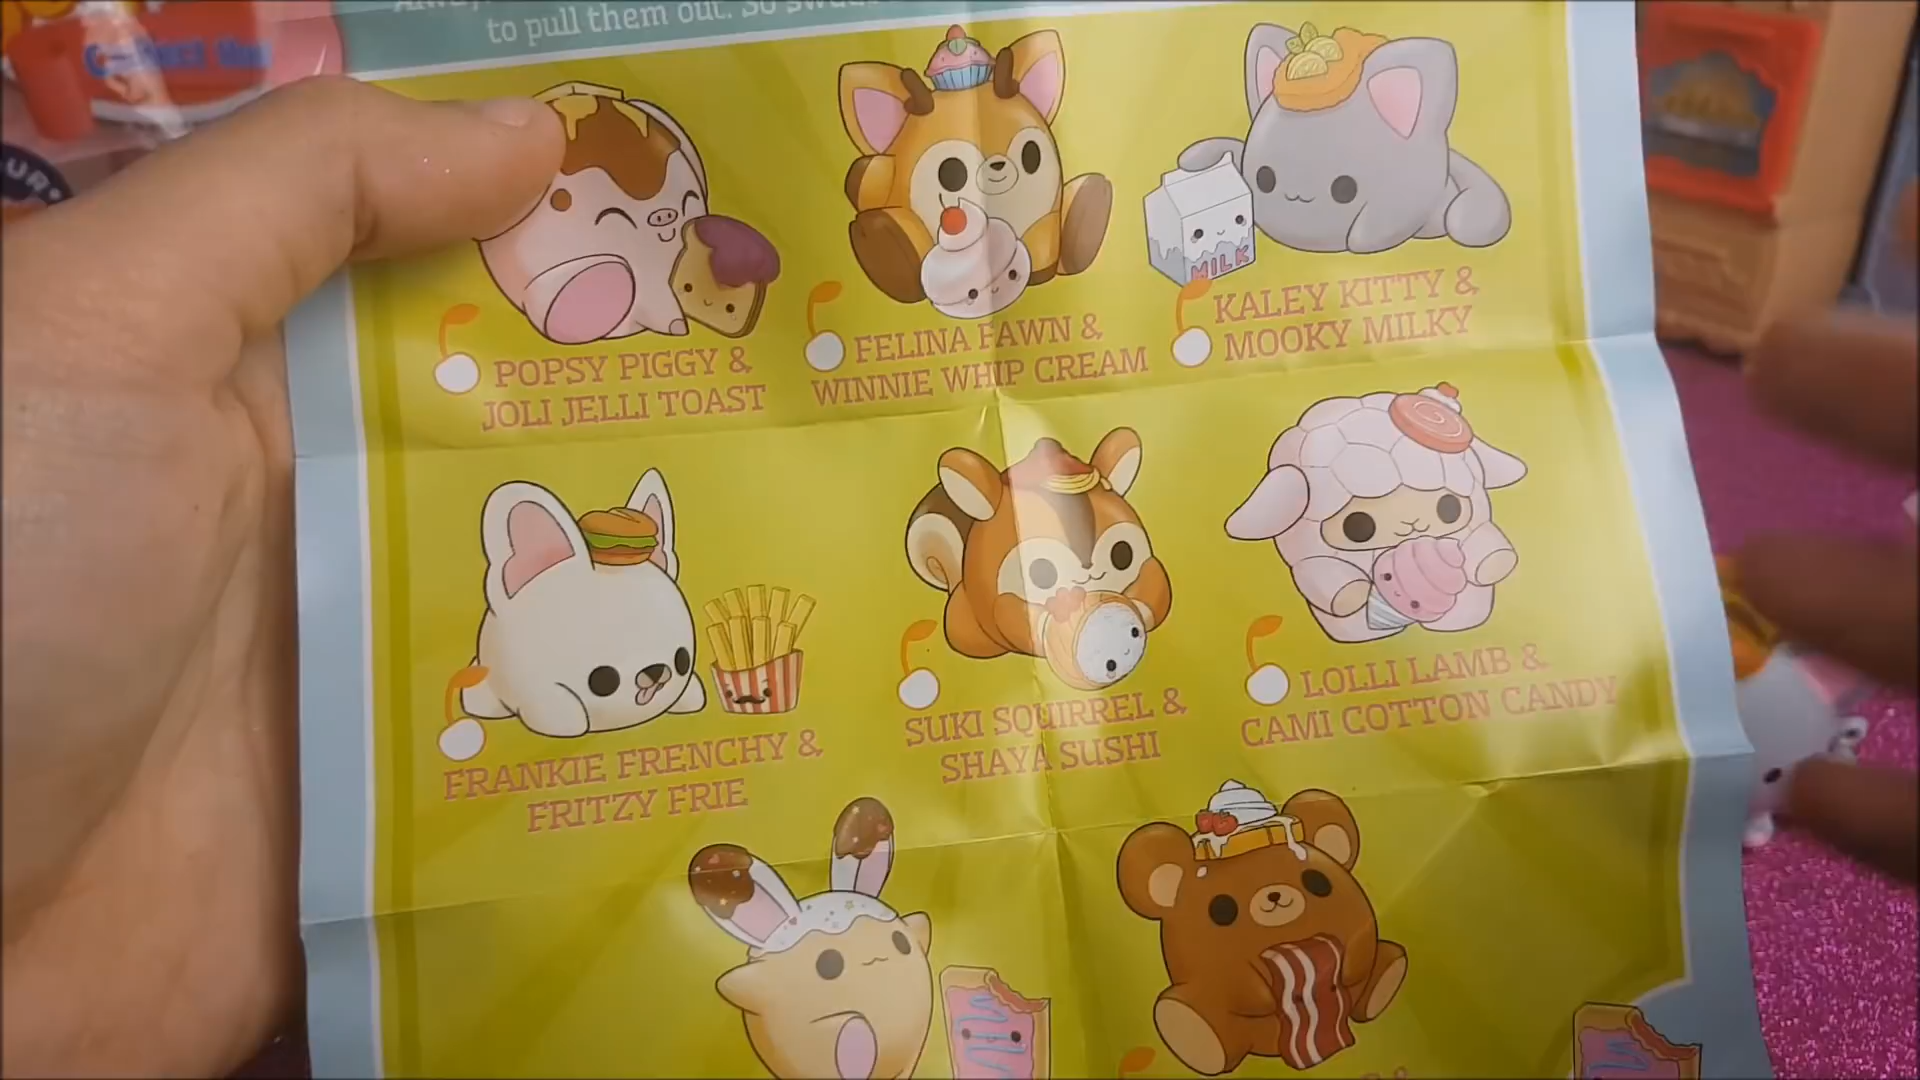 to pull them out. So
POPSY PIGGY &
JOLI JELLI TOAST
FELINA FAWN &
WINNIE WHIP CREAM
MILK
KALEY KITTY &
MOOKY MILKY
FRANKIE FRENCHY &
FRITZY FRIE
SUKI SQUIRREL &
SHAYA SUSHI
LOLLI LAMB &
CAMI COTTON CANDY